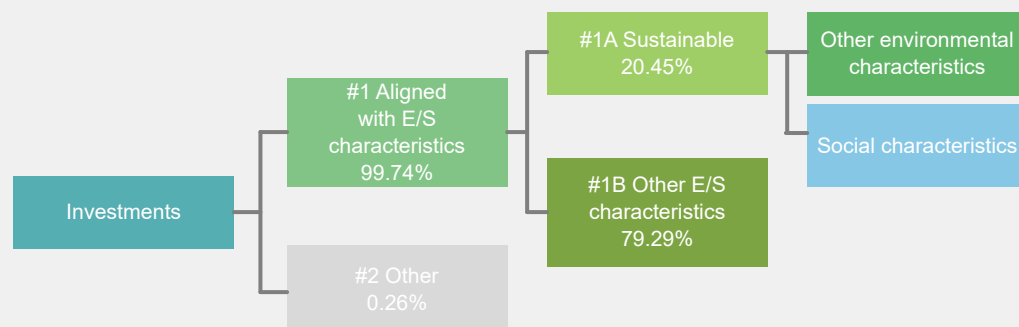 Investments
#1 Aligned
with E/S
characteristics
99.74%
#2 Other
0.26%
#1A Sustainable
20.45%
#1B Other E/S
characteristics
79.29%
Other environmental
characteristics
Social characteristics